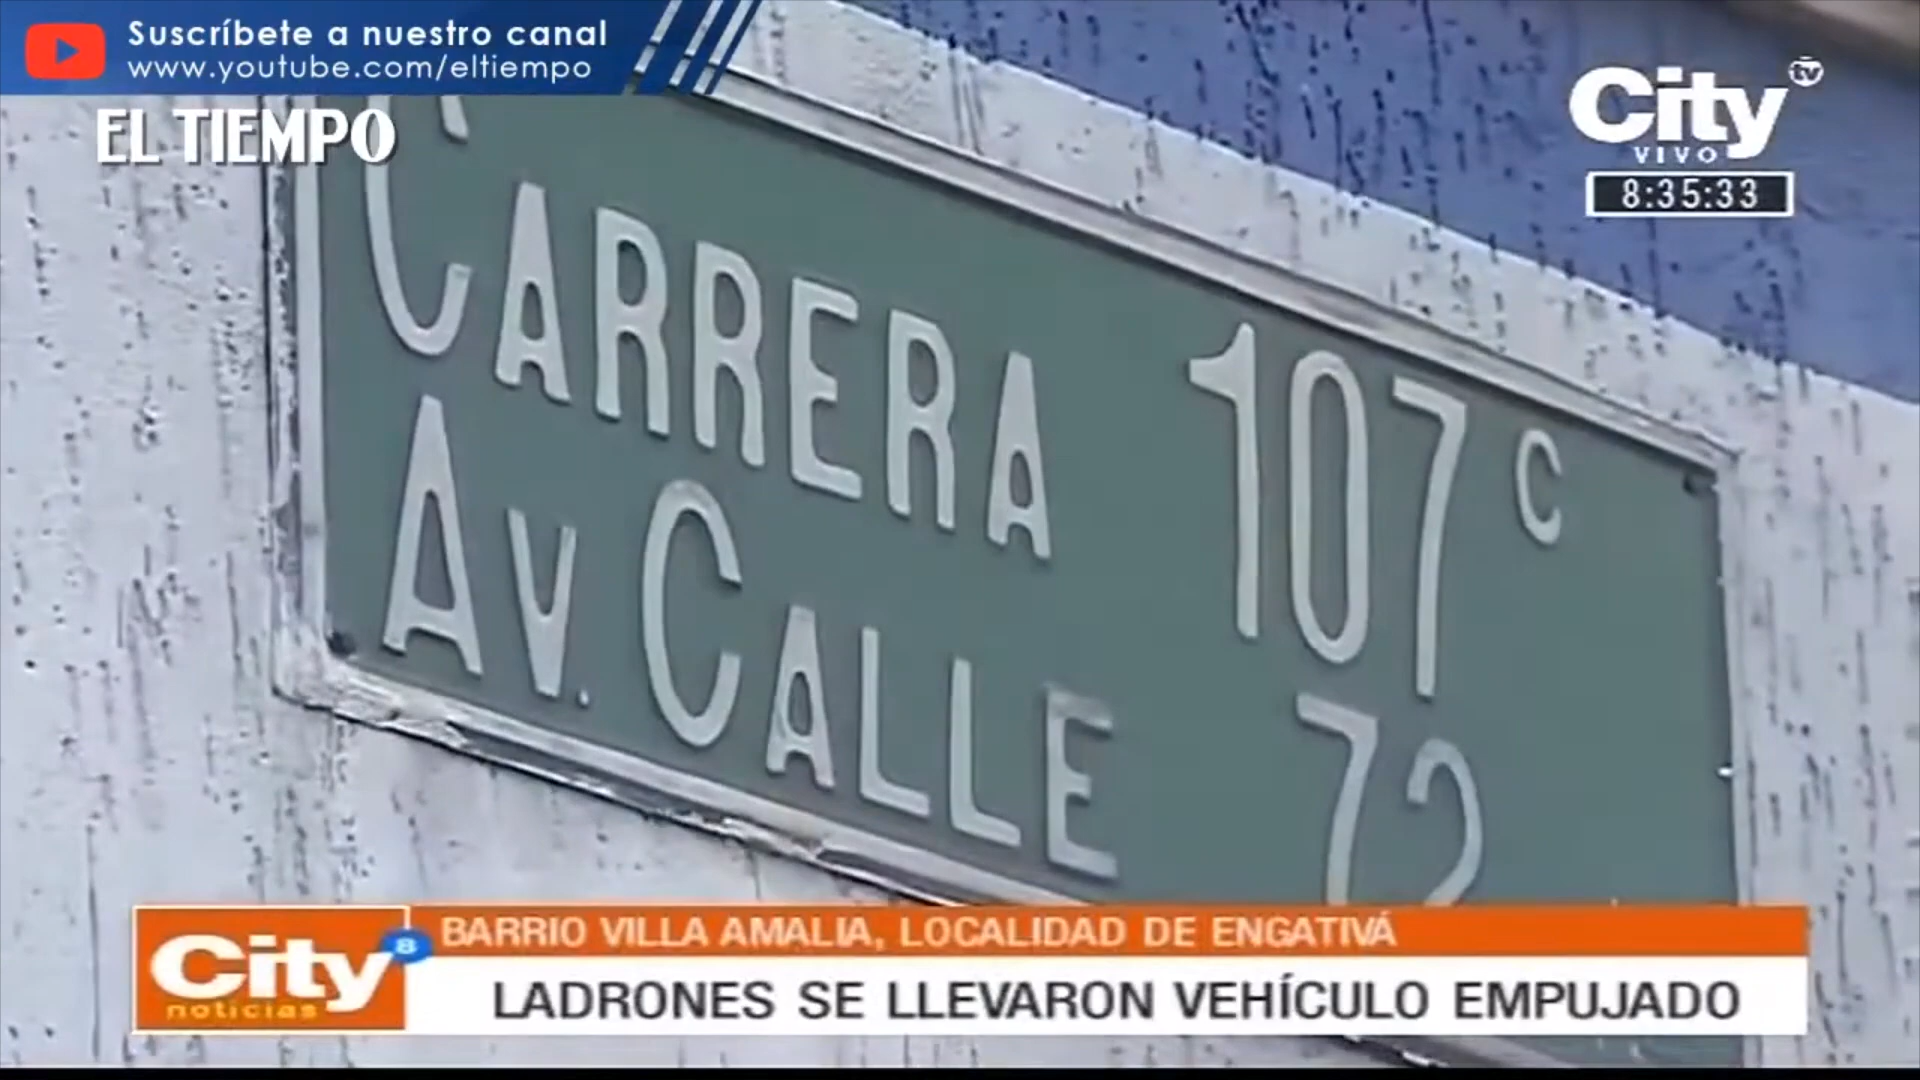 Suscríbete a nuestro canal
www.youtube.com/eltiempo
EL TIEMPO
City tv
VIVO
8:35:33
CARRERA 107 C
AV. CALLE 72
City 8
noticias
BARRIO VILLA AMALIA, LOCALIDAD DE ENGATIVÁ
LADRONES SE LLEVARON VEHÍCULO EMPUJADO